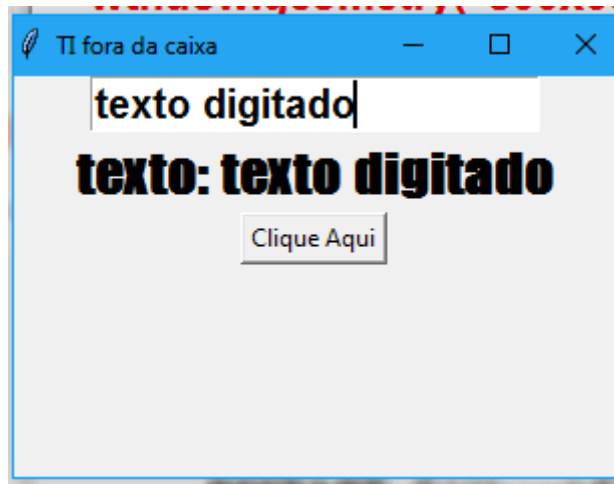 TI fora da caixa
texto digitado
texto: texto digitado
Clique Aqui